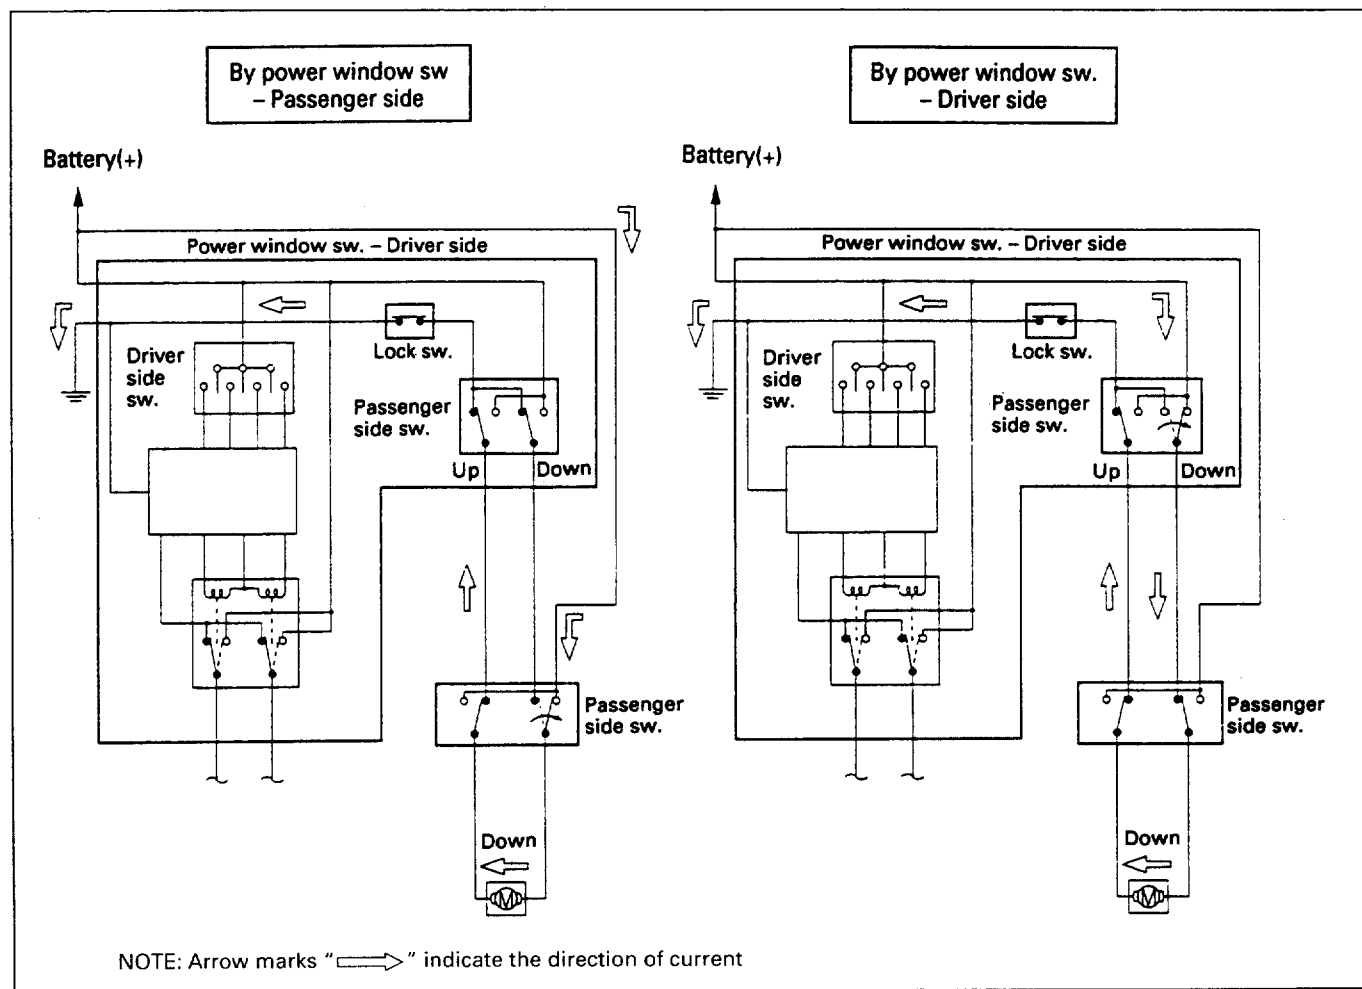 By power window sw
– Passenger side
By power window sw.
– Driver side
Battery(+)
Battery(+)
Power window sw. – Driver side
Power window sw. – Driver side
Lock sw.
Lock sw.
Driver
side
sw.
Driver
side
sw.
Passenger
side sw.
Passenger
side sw.
Up
Down
Up
Down
Passenger
side sw.
Passenger
side sw.
Down
Down
M
M
NOTE: Arrow marks “⇨” indicate the direction of current